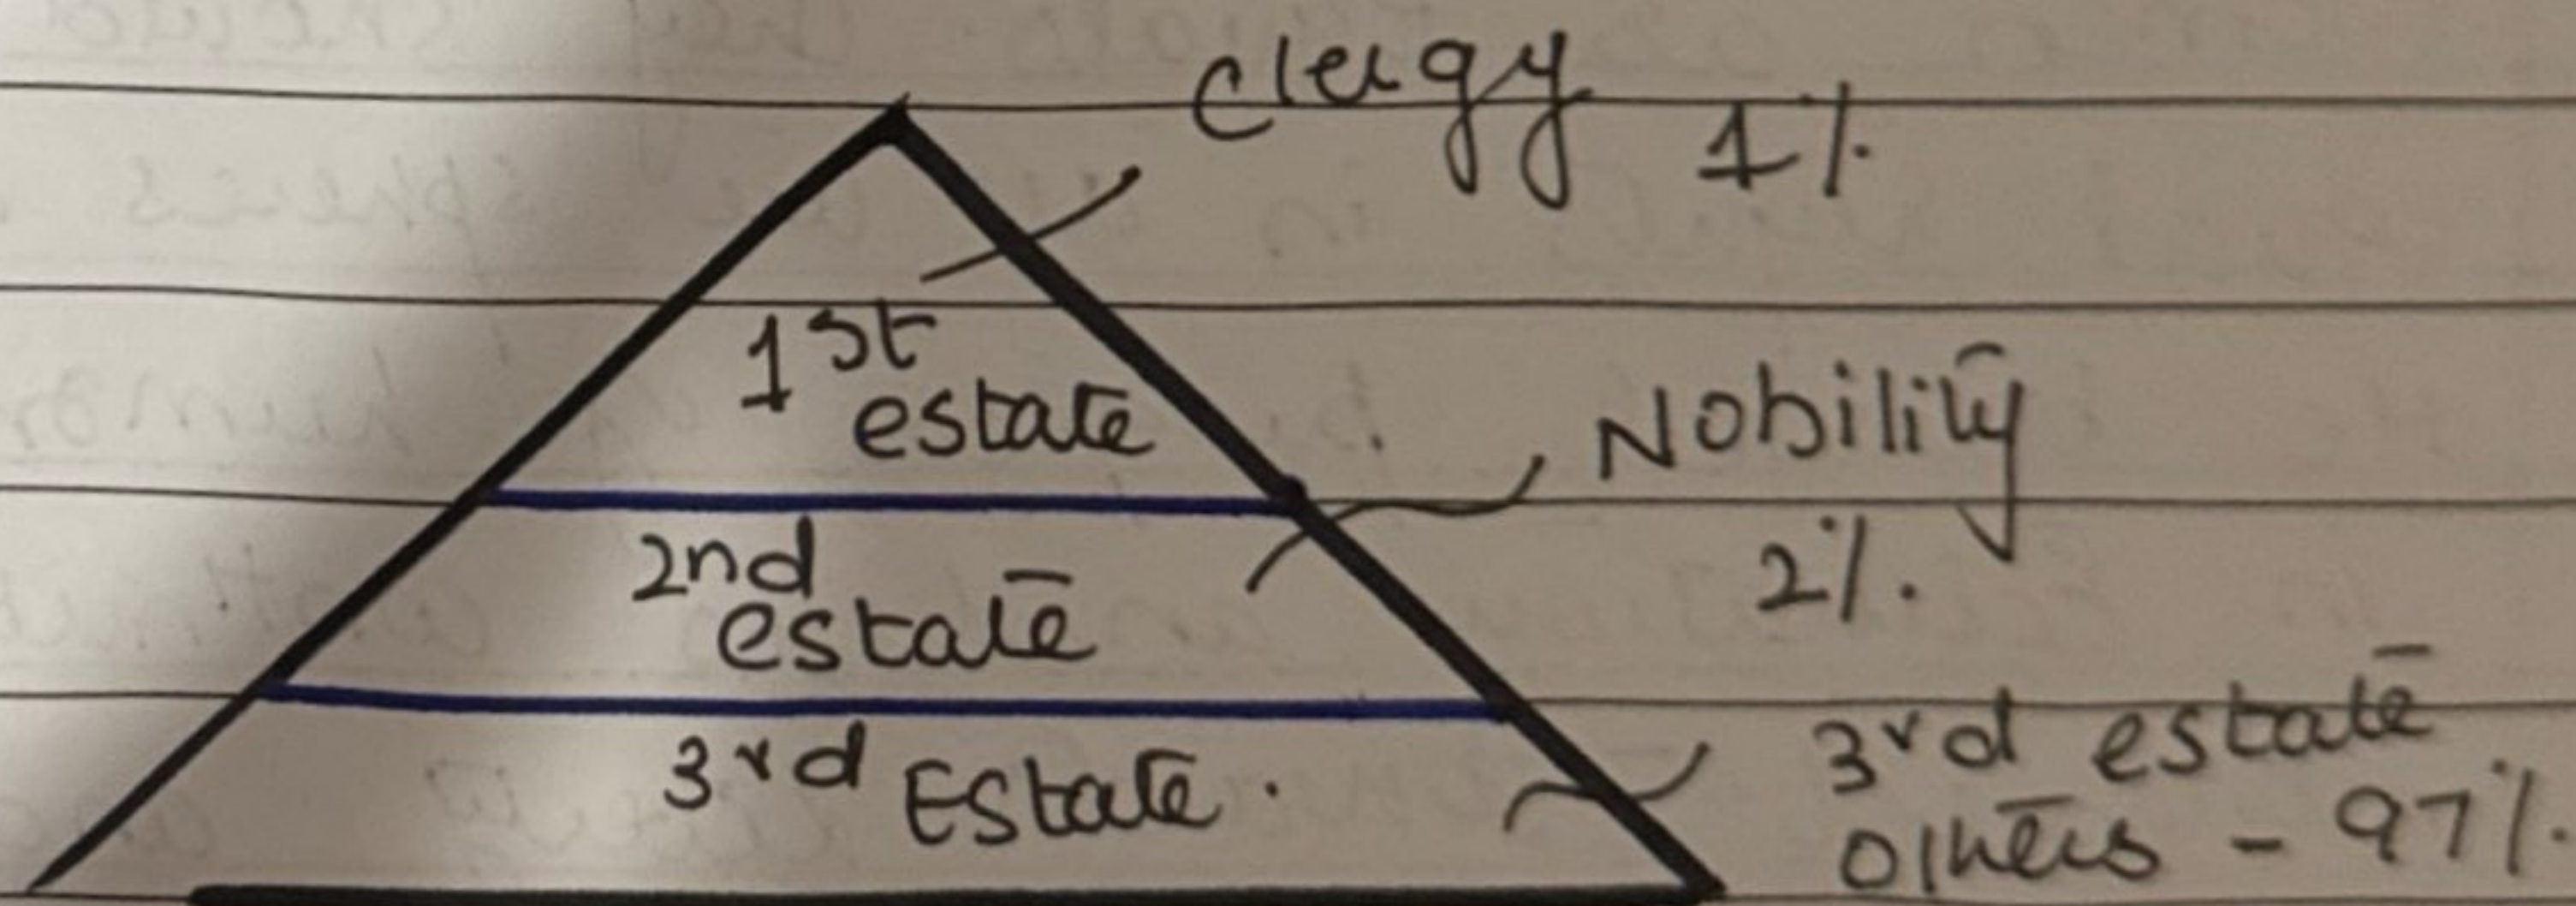 clergy 1%
1st
estate
Nobility
2%.
2nd
estate
3rd Estate.
3rd estate
others - 97%.